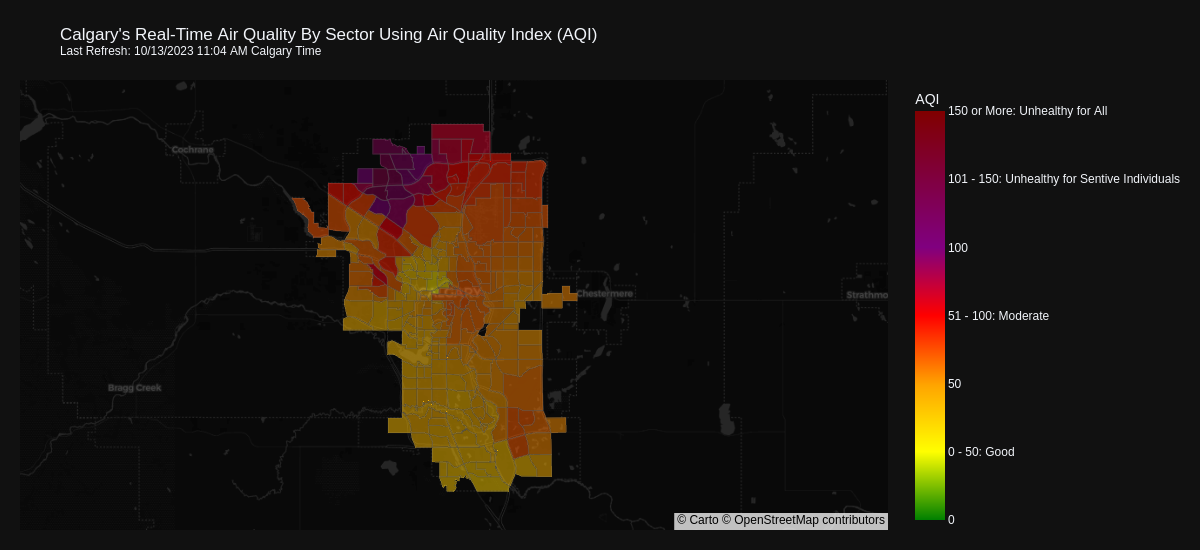 Calgary's Real-Time Air Quality By Sector Using Air Quality Index (AQI)
Last Refresh: 10/13/2023 11:04 AM Calgary Time
AQI
150 or More: Unhealthy for All
Cochrane
101 - 150: Unhealthy for Sentive Individuals
100
CALGARY
Chestermere
Strathmo
51 - 100: Moderate
Bragg Creek
50
0 - 50: Good
© Carto © OpenStreetMap contributors
0